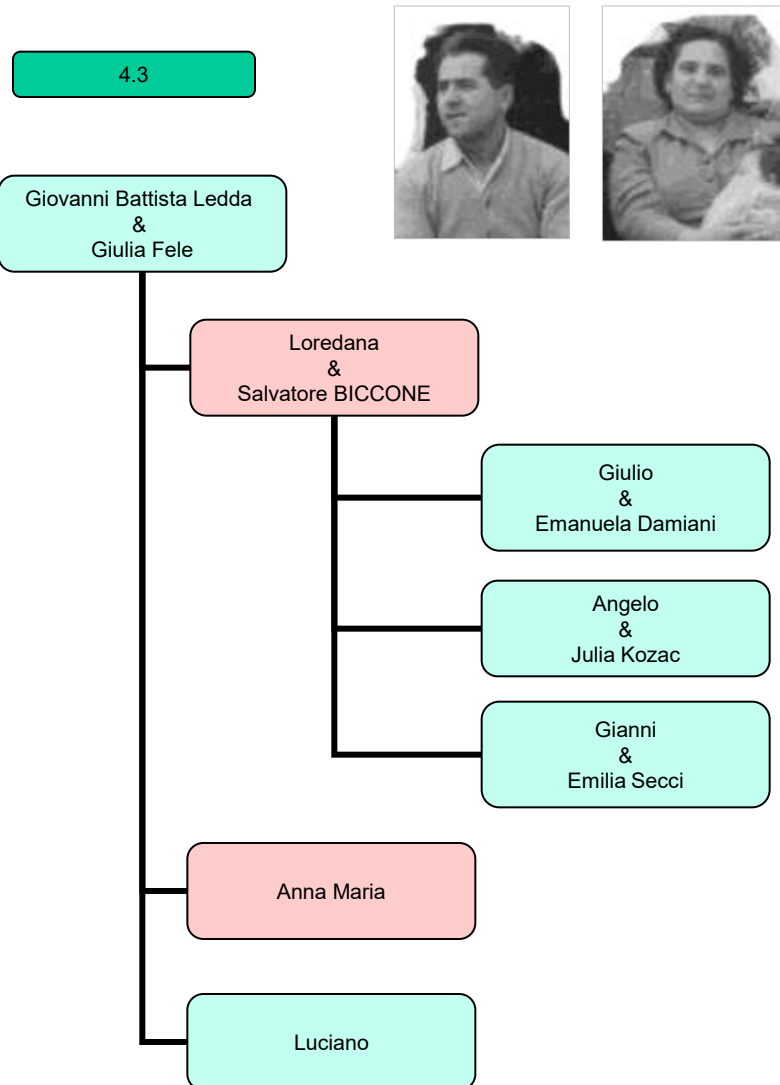 4.3
Giovanni Battista Ledda
&
Giulia Fele
Loredana
&
Salvatore BICCONE
Giulio
&
Emanuela Damiani
Angelo
&
Julia Kozac
Gianni
&
Emilia Secci
Anna Maria
Luciano